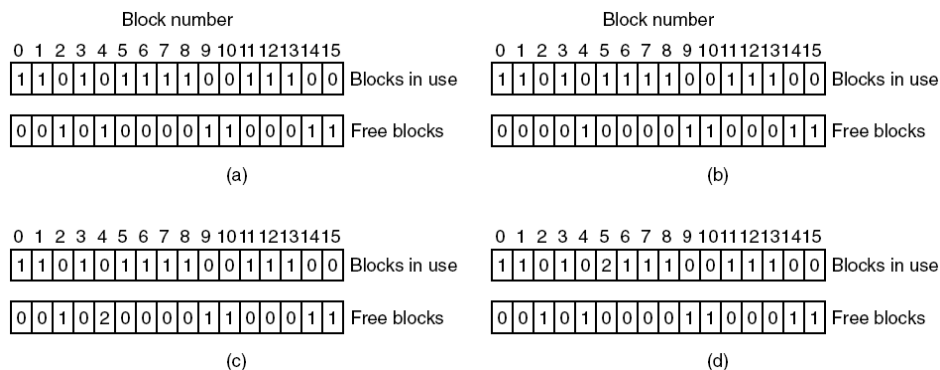 Block number
0 1 2 3 4 5 6 7 8 9 10 11 12 13 14 15
1 1 0 1 0 1 1 1 1 0 0 1 1 1 0 0 Blocks in use
0 0 1 0 1 0 0 0 0 1 1 0 0 0 1 1 Free blocks
(a)
Block number
0 1 2 3 4 5 6 7 8 9 10 11 12 13 14 15
1 1 0 1 0 1 1 1 1 0 0 1 1 1 0 0 Blocks in use
0 0 0 0 1 0 0 0 0 1 1 0 0 0 1 1 Free blocks
(b)
0 1 2 3 4 5 6 7 8 9 10 11 12 13 14 15
1 1 0 1 0 1 1 1 1 0 0 1 1 1 0 0 Blocks in use
0 0 1 0 2 0 0 0 0 1 1 0 0 0 1 1 Free blocks
(c)
0 1 2 3 4 5 6 7 8 9 10 11 12 13 14 15
1 1 0 1 0 2 1 1 1 0 0 1 1 1 0 0 Blocks in use
0 0 1 0 1 0 0 0 0 1 1 0 0 0 1 1 Free blocks
(d)